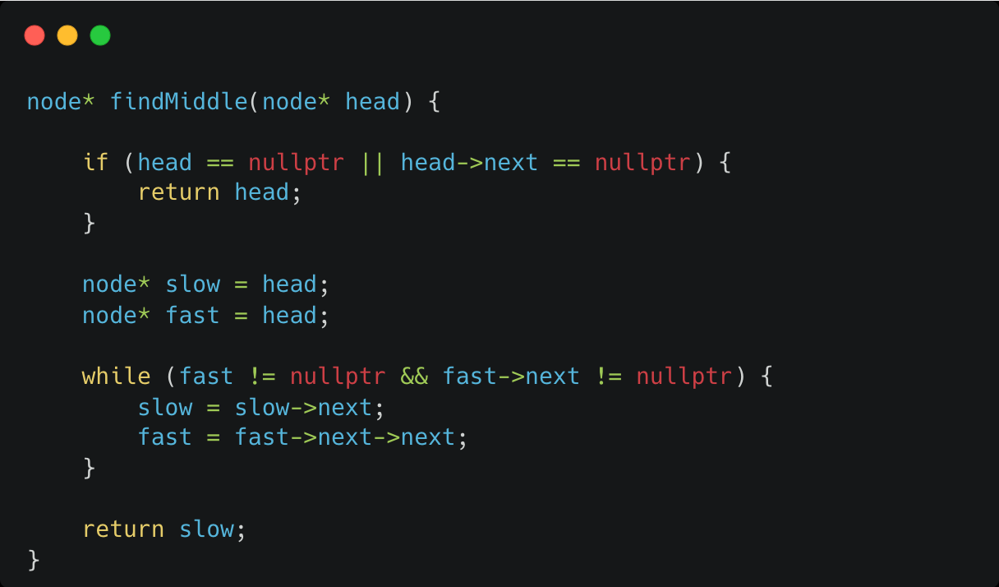 node* findMiddle(node* head) {
    if (head == nullptr || head->next == nullptr) {
        return head;
    }
    node* slow = head;
    node* fast = head;
    while (fast != nullptr && fast->next != nullptr) {
        slow = slow->next;
        fast = fast->next->next;
    }
    return slow;
}